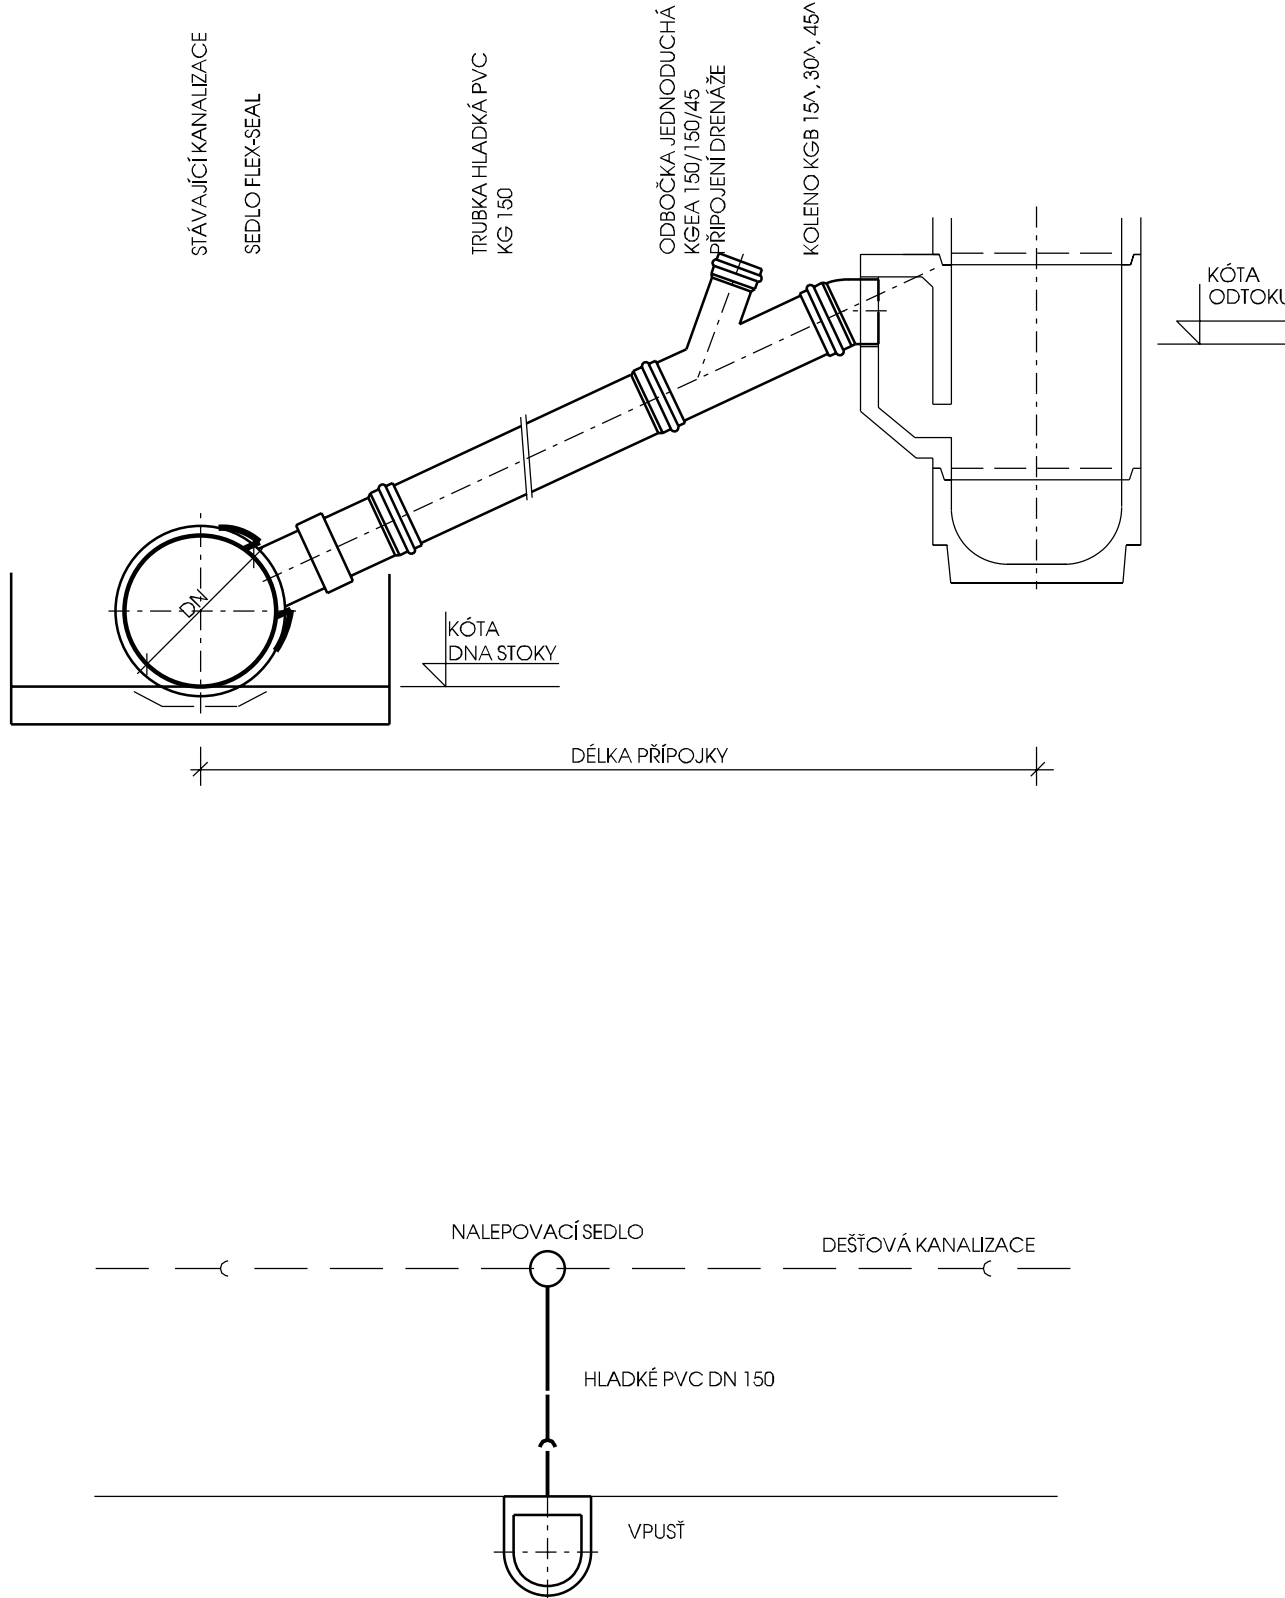 STÁVAJÍCÍ KANALIZACE
SEDLO FLEX-SEAL
TRUBKA HLADKÁ PVC
KG 150
ODBOČKA JEDNODUCHÁ
KGEA 150/150/45
PŘIPOJENÍ DRENÁŽE
KOLENO KGB 15^, 30^, 45^
KÓTA
ODTOKU
DN
KÓTA
DNA STOKY
DÉLKA PŘÍPOJKY
NALEPOVACÍ SEDLO
DEŠŤOVÁ KANALIZACE
HLADKÉ PVC DN 150
VPUSŤ